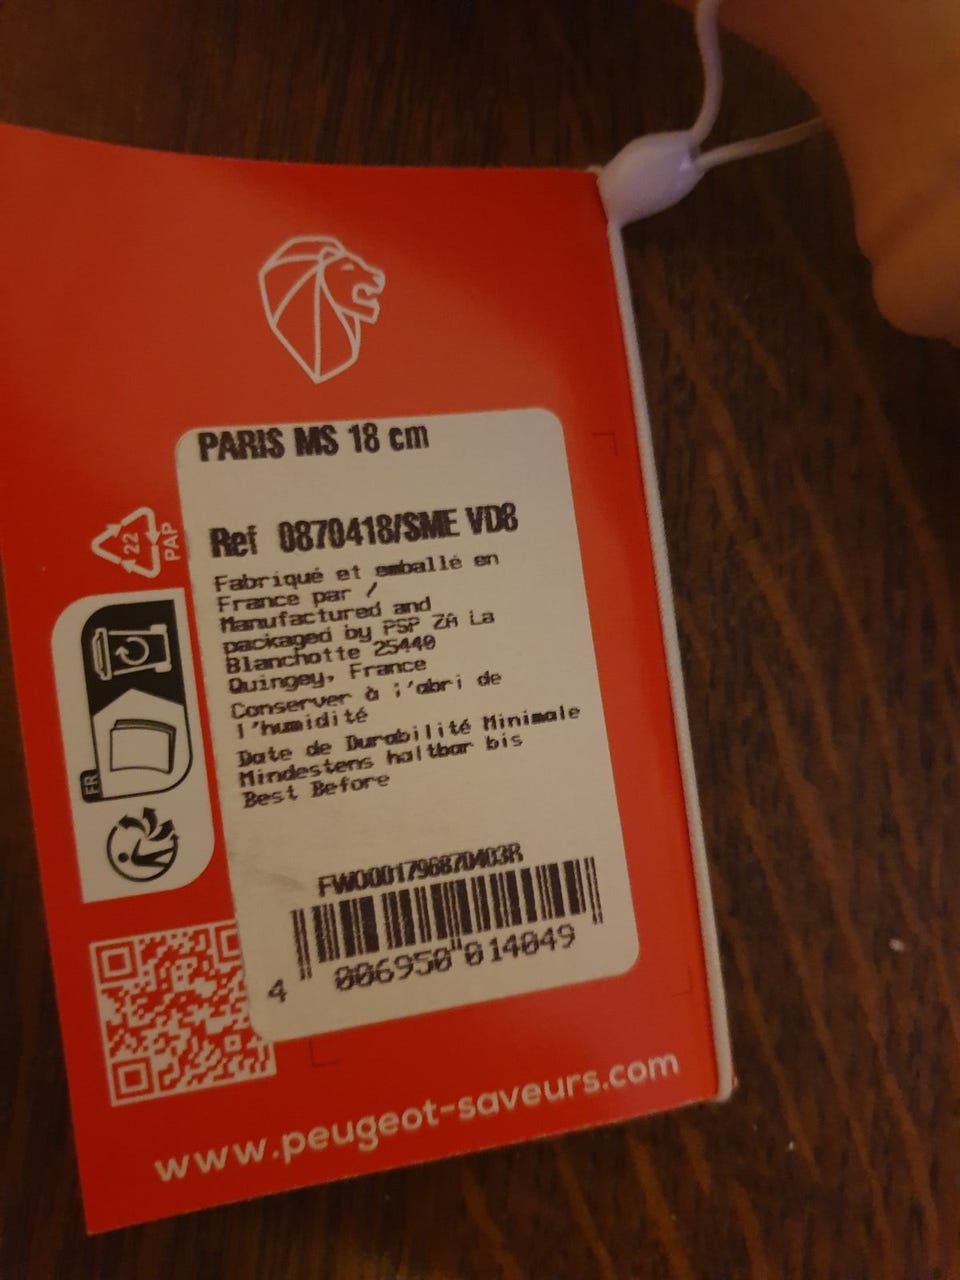 PARIS MS 18 cm
Ref 0870418/SME VD8
Fabriqué et emballé en
France par /
Manufactured and
packaged by PSP ZA La
Blanchotte 25440
Quingey, France
Conserver à l'abri de
l'humidité
Date de Durabilité Minimale
Mindestens haltbar bis
Best Before
22
PAP
FR
FW0001796870403R
4 006950 014049
www.peugeot-saveurs.com